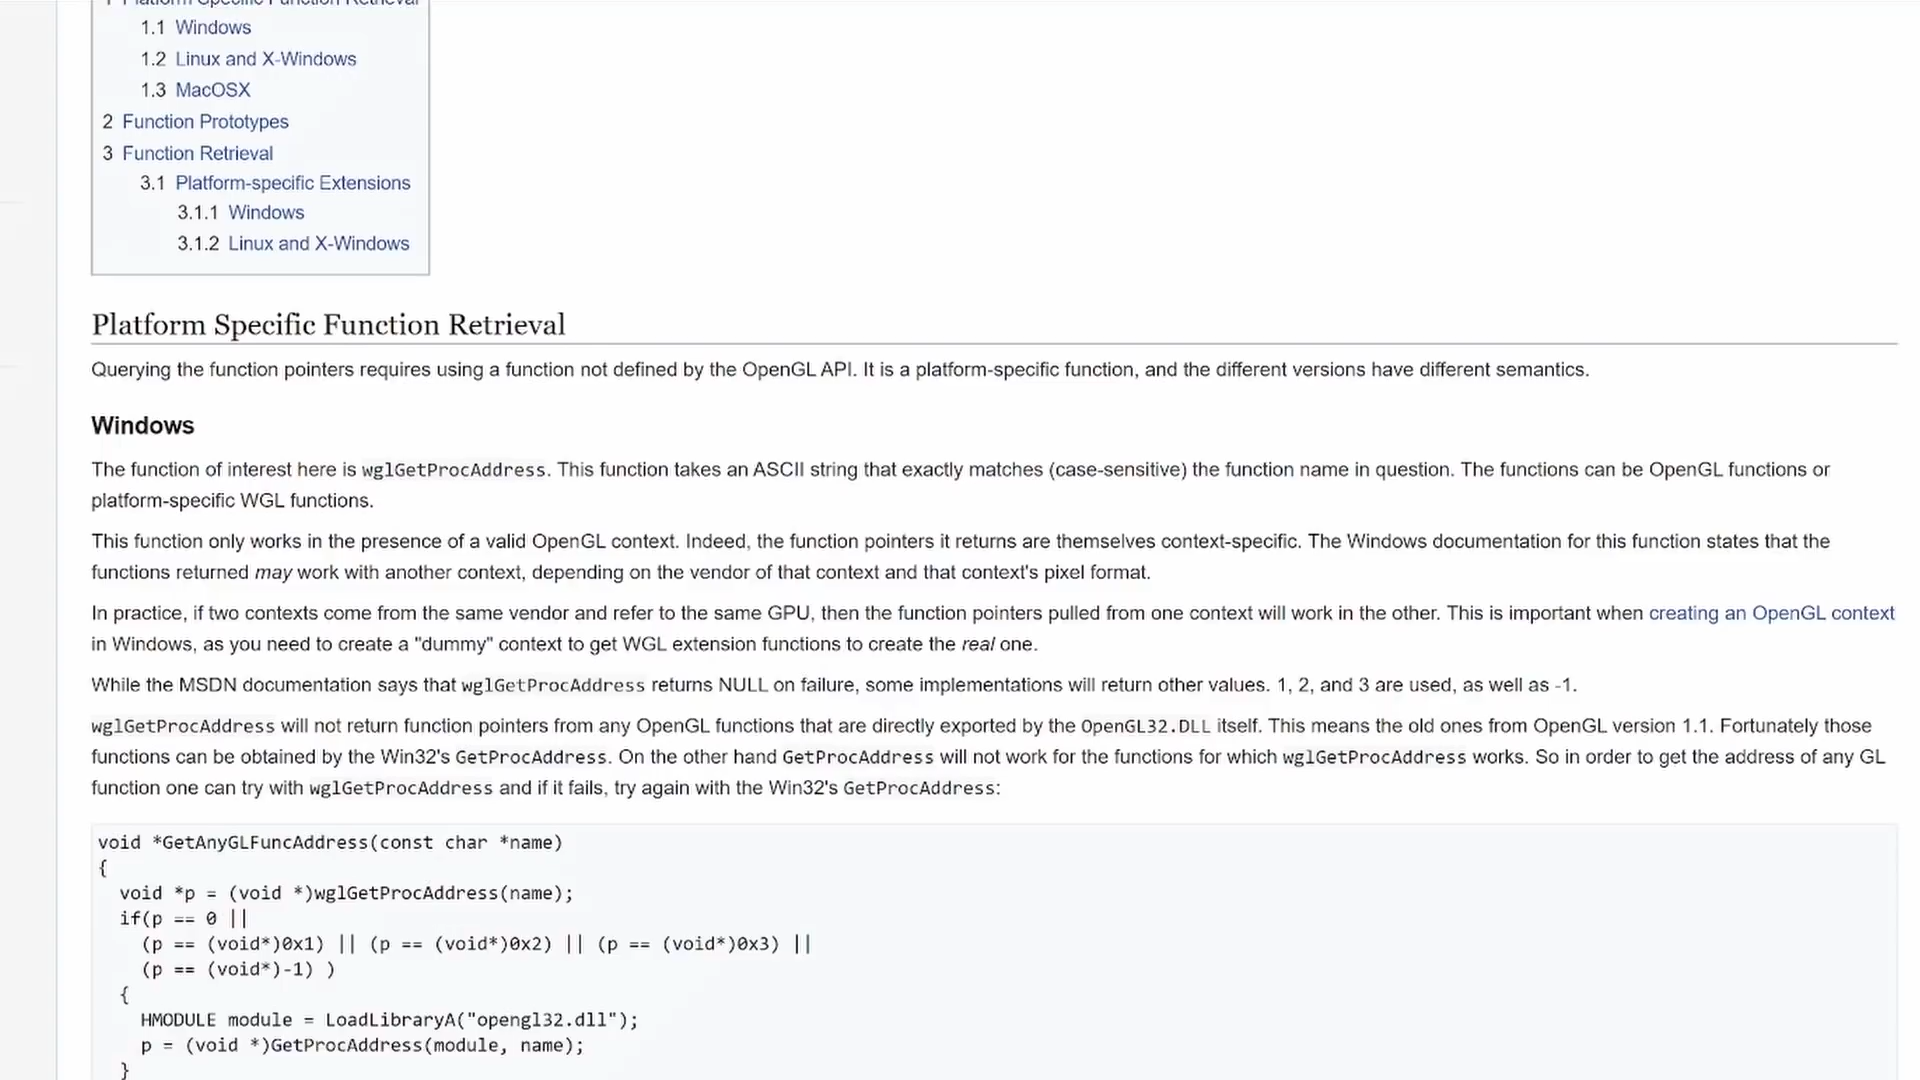 1 Platform Specific Function Retrieval
1.1 Windows
1.2 Linux and X-Windows
1.3 MacOSX
2 Function Prototypes
3 Function Retrieval
3.1 Platform-specific Extensions
3.1.1 Windows
3.1.2 Linux and X-Windows
Platform Specific Function Retrieval
Querying the function pointers requires using a function not defined by the OpenGL API. It is a platform-specific function, and the different versions have different semantics.
Windows
The function of interest here is wglGetProcAddress. This function takes an ASCII string that exactly matches (case-sensitive) the function name in question. The functions can be OpenGL functions or
platform-specific WGL functions.
This function only works in the presence of a valid OpenGL context. Indeed, the function pointers it returns are themselves context-specific. The Windows documentation for this function states that the
functions returned may work with another context, depending on the vendor of that context and that context's pixel format.
In practice, if two contexts come from the same vendor and refer to the same GPU, then the function pointers pulled from one context will work in the other. This is important when creating an OpenGL context
in Windows, as you need to create a "dummy" context to get WGL extension functions to create the real one.
While the MSDN documentation says that wglGetProcAddress returns NULL on failure, some implementations will return other values. 1, 2, and 3 are used, as well as -1.
wglGetProcAddress will not return function pointers from any OpenGL functions that are directly exported by the OpenGL32.DLL itself. This means the old ones from OpenGL version 1.1. Fortunately those
functions can be obtained by the Win32's GetProcAddress. On the other hand GetProcAddress will not work for the functions for which wglGetProcAddress works. So in order to get the address of any GL
function one can try with wglGetProcAddress and if it fails, try again with the Win32's GetProcAddress:
void *GetAnyGLFuncAddress(const char *name)
{
  void *p = (void *)wglGetProcAddress(name);
  if(p == 0 ||
    (p == (void*)0x1) || (p == (void*)0x2) || (p == (void*)0x3) ||
    (p == (void*)-1) )
  {
    HMODULE module = LoadLibraryA("opengl32.dll");
    p = (void *)GetProcAddress(module, name);
  }